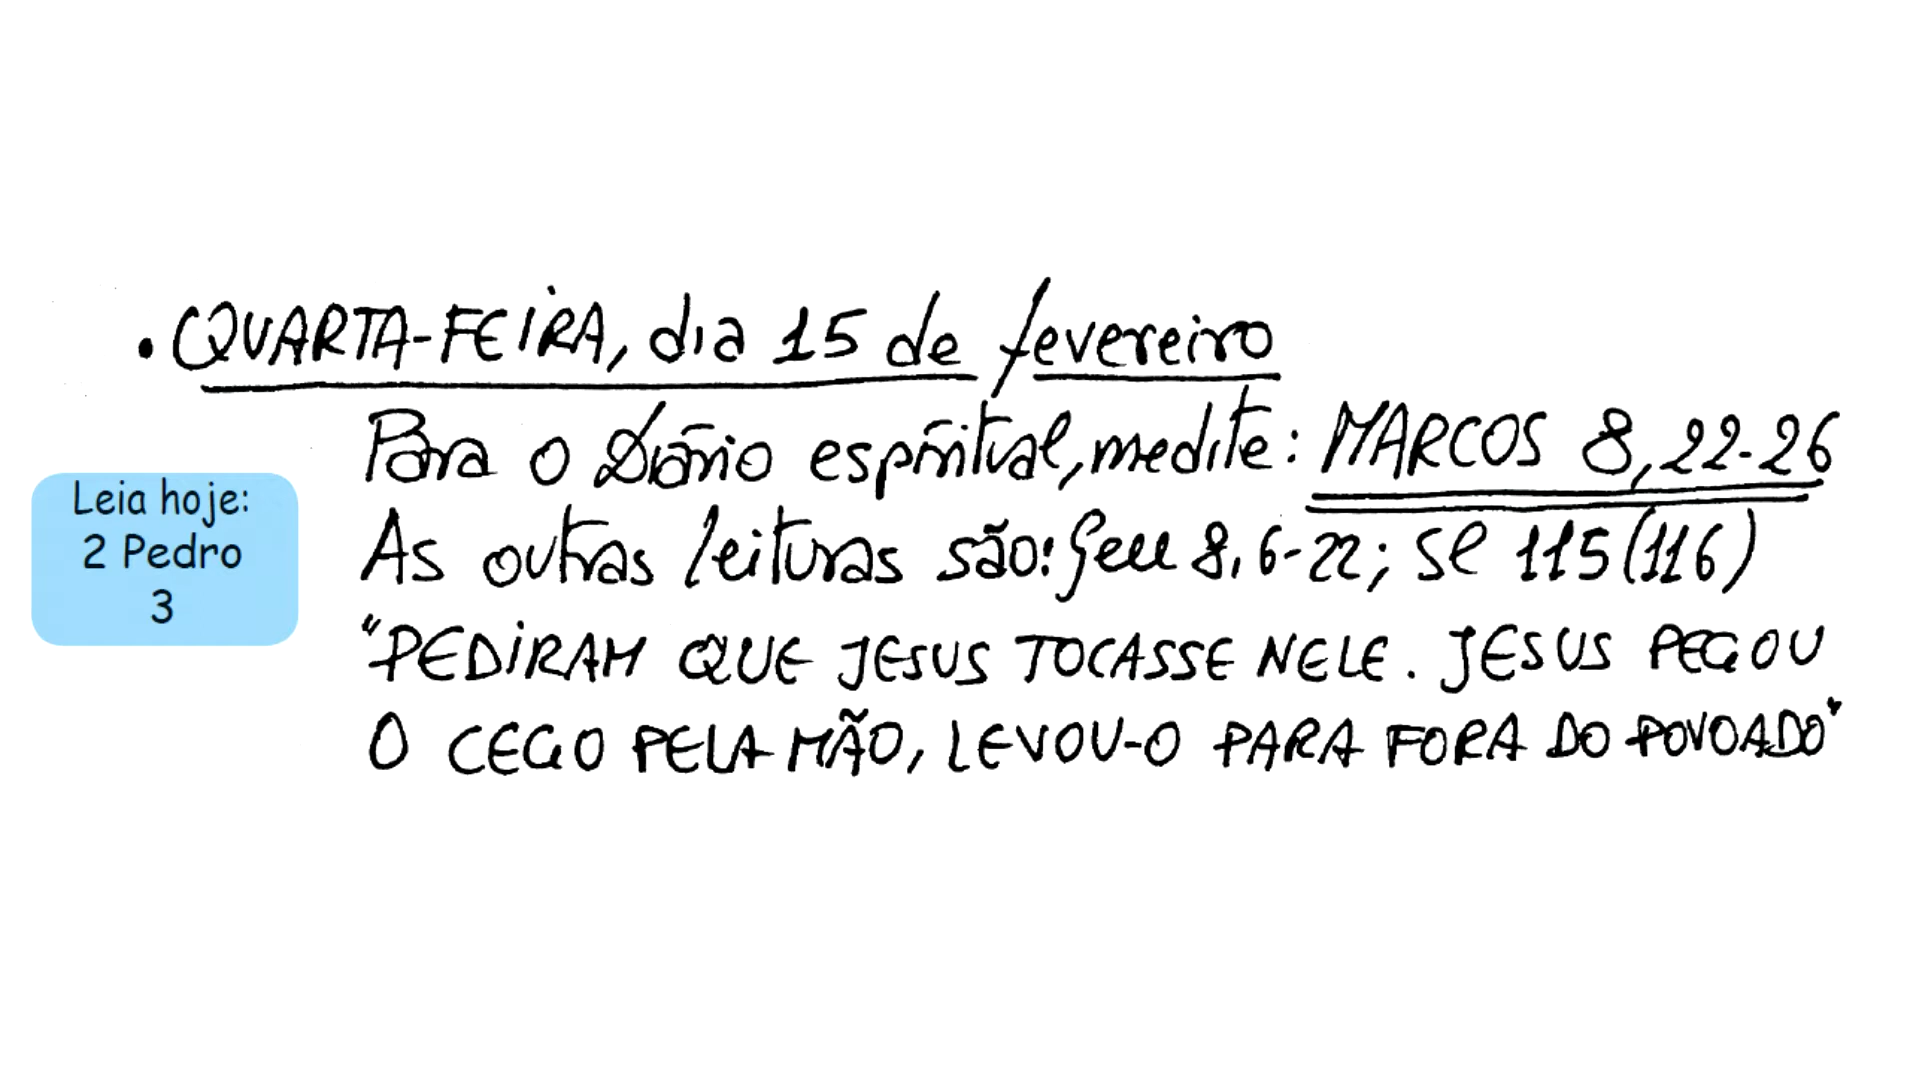 . QUARTA-FEIRA, dia 15 de fevereiro
Para o Diário espiritual, medite: MARCOS 8,22-26
Leia hoje:
2 Pedro
3
As outras leituras são: Gen 8,6-22; Sl 115 (116)
"PEDIRAM QUE JESUS TOCASSE NELE. JESUS PEGOU
O CEGO PELA MÃO, LEVOU-O PARA FORA DO POVOADO"